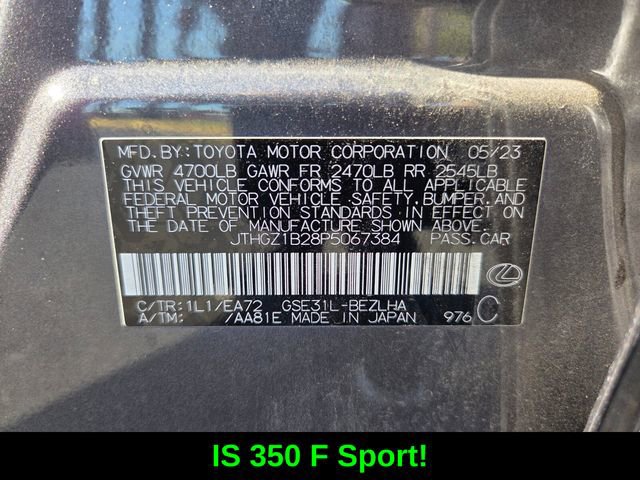 MFD.BY:TOYOTA MOTOR CORPORATION 05/23
GVWR 4700LB GAWR FR 2470LB RR 2545LB
THIS VEHICLE CONFORMS TO ALL APPLICABLE
FEDERAL MOTOR VEHICLE SAFETY,BUMPER,AND
THEFT PREVENTION STANDARDS IN EFFECT ON
THE DATE OF MANUFACTURE SHOWN ABOVE.
JTHGZ1B28P5067384 PASS.CAR
C/TR:1L1/EA72 GSE31L-BEZLHA
A/TM: /AA81E MADE IN JAPAN 976 C
IS 350 F Sport!